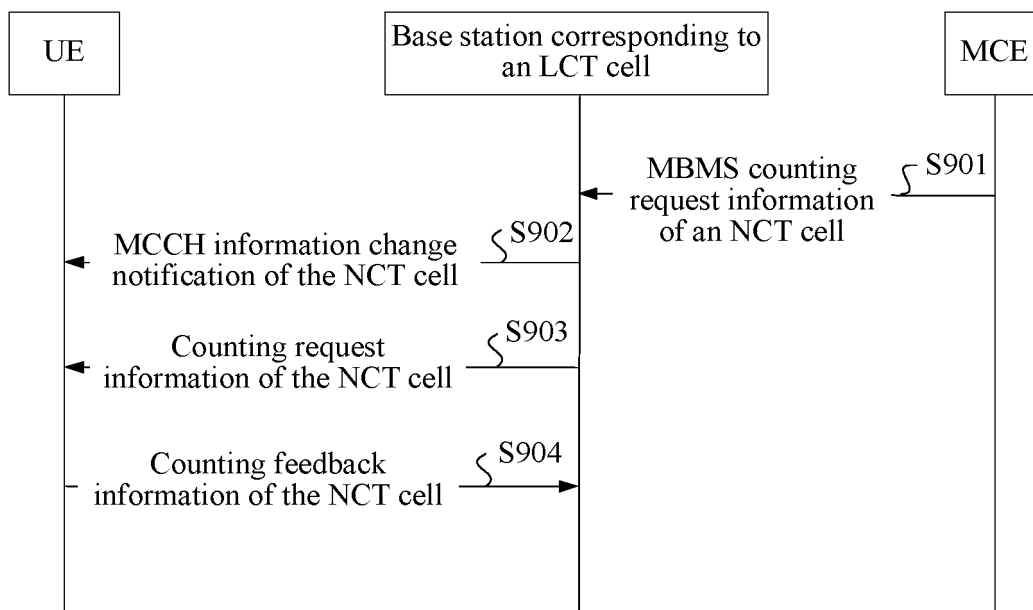 UE
Base station corresponding to
an LCT cell
MCE
S901
MBMS counting
request information
of an NCT cell
S902
MCCH information change
notification of the NCT cell
S903
Counting request
information of the NCT cell
S904
Counting feedback
information of the NCT cell